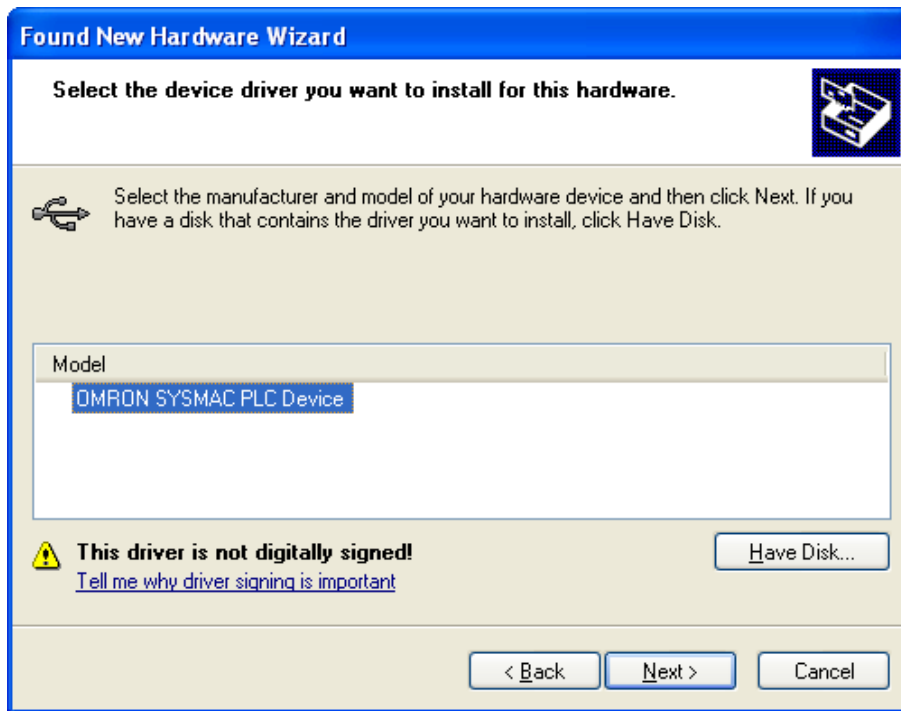 Found New Hardware Wizard
Select the device driver you want to install for this hardware.
Select the manufacturer and model of your hardware device and then click Next. If you
have a disk that contains the driver you want to install, click Have Disk.
Model
OMRON SYSMAC PLC Device
This driver is not digitally signed!
Have Disk...
Tell me why driver signing is important
< Back
Next >
Cancel